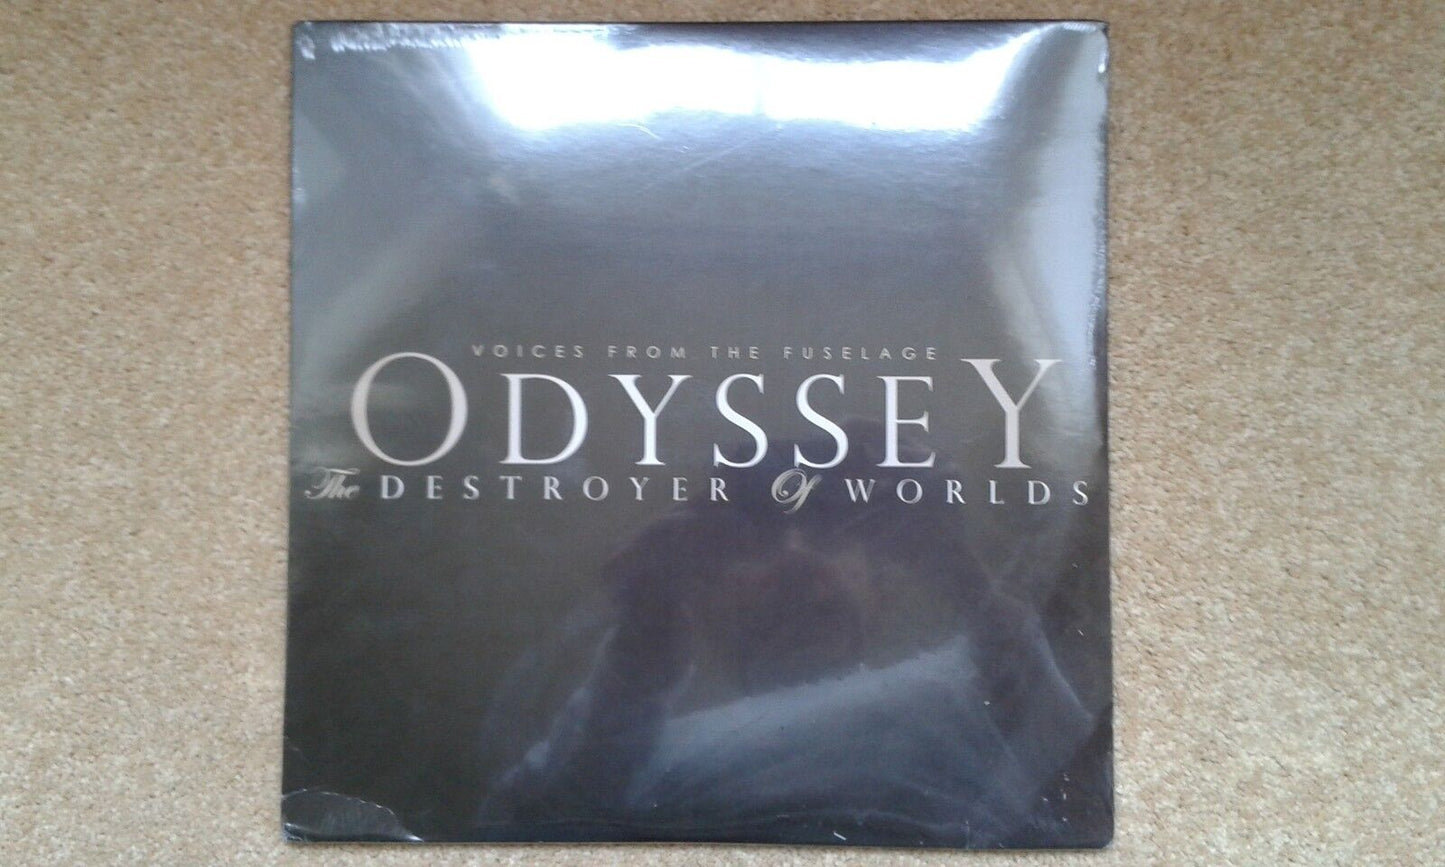 VOICES FROM THE FUSELAGE
ODYSSEY
The DESTROYER Of WORLDS